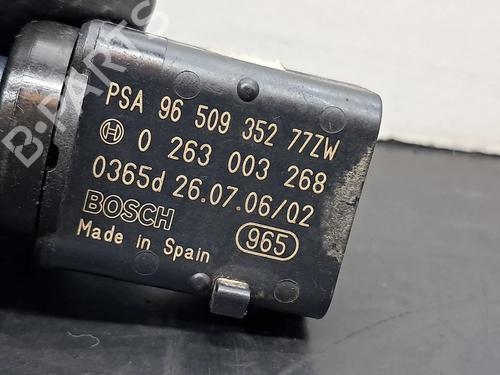 PSA 96 509 352 77ZW
0 263 003 268
0365d 26.07.06/02
BOSCH
965
Made in Spain
B-PARTS